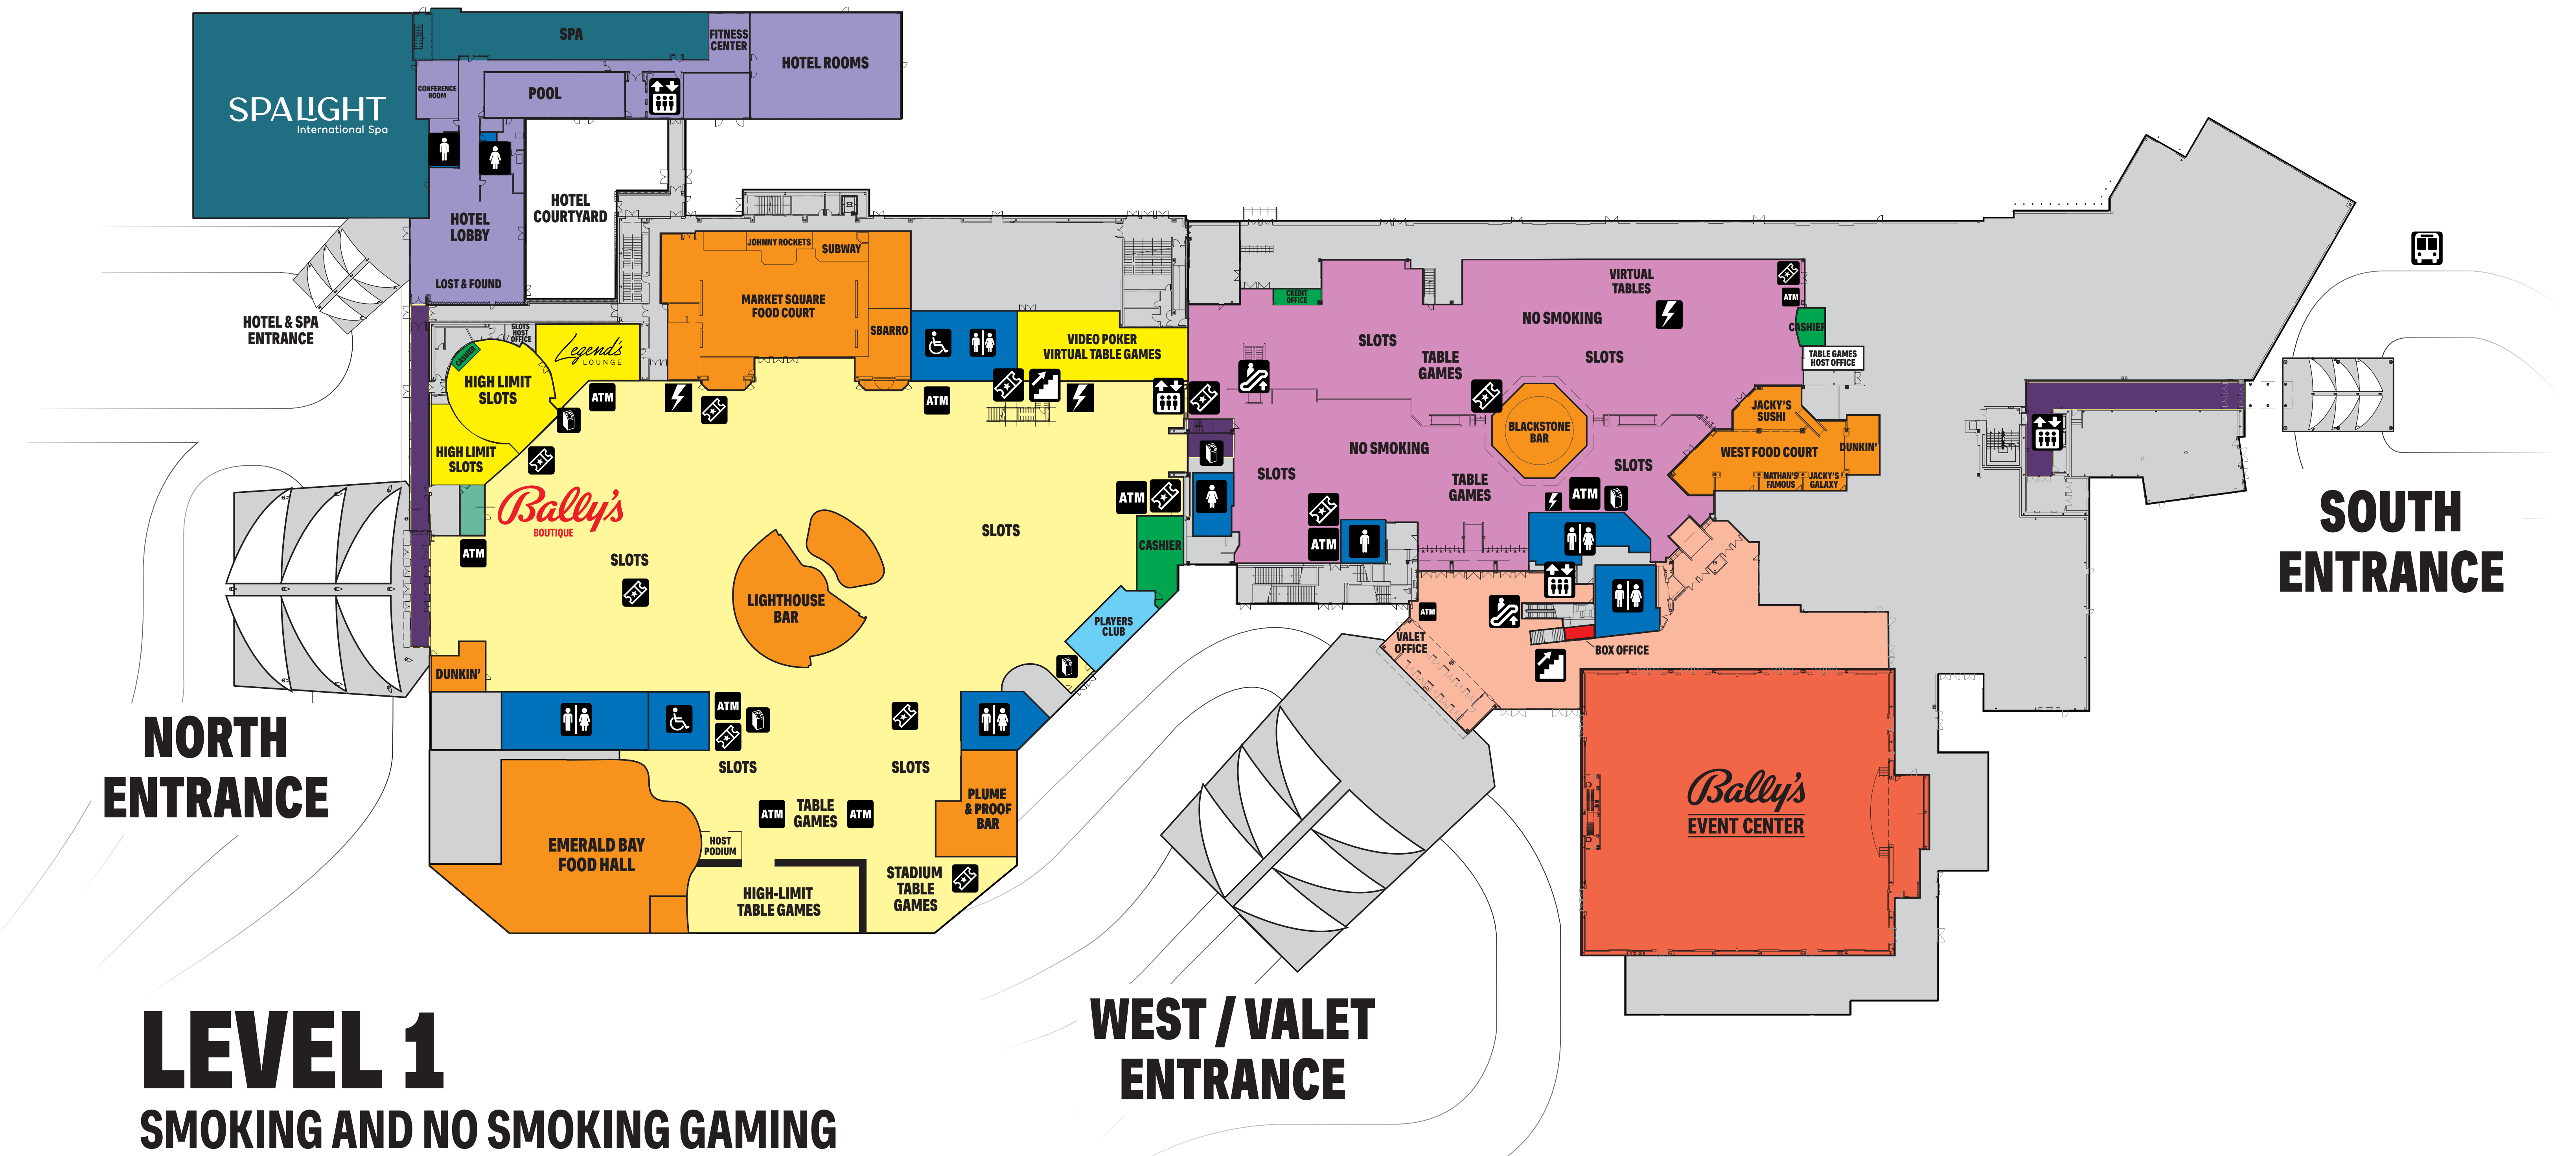 SPA
FITNESS
CENTER
HOTEL ROOMS
CONFERENCE
ROOM
POOL
SPALIGHT
International Spa
HOTEL
COURTYARD
HOTEL
LOBBY
LOST & FOUND
HOTEL & SPA
ENTRANCE
JOHNNY ROCKETS
SUBWAY
MARKET SQUARE
FOOD COURT
SBARRO
SLOTS
HOST
OFFICE
CASHIER
Legend's
LOUNGE
HIGH LIMIT
SLOTS
HIGH LIMIT
SLOTS
VIDEO POKER
VIRTUAL TABLE GAMES
ATM
ATM
Bally's
BOUTIQUE
ATM
SLOTS
SLOTS
ATM
CASHIER
LIGHTHOUSE
BAR
PLAYERS
CLUB
DUNKIN'
ATM
SLOTS
SLOTS
PLUME
& PROOF
BAR
ATM
TABLE
GAMES
ATM
EMERALD BAY
FOOD HALL
HOST
PODIUM
HIGH-LIMIT
TABLE GAMES
STADIUM
TABLE
GAMES
NORTH
ENTRANCE
CREDIT
OFFICE
VIRTUAL
TABLES
ATM
NO SMOKING
CASHIER
SLOTS
TABLE
GAMES
SLOTS
TABLE GAMES
HOST OFFICE
JACKY'S
SUSHI
BLACKSTONE
BAR
WEST FOOD COURT
DUNKIN'
NATHAN'S
FAMOUS
JACKY'S
GALAXY
NO SMOKING
SLOTS
SLOTS
TABLE
GAMES
ATM
ATM
ATM
VALET
OFFICE
BOX OFFICE
Bally's
EVENT CENTER
SOUTH
ENTRANCE
WEST / VALET
ENTRANCE
LEVEL 1
SMOKING AND NO SMOKING GAMING